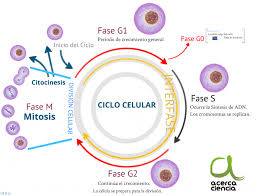 Fase G1
Periodo de crecimiento general.
Fase G0
Inicio del Ciclo
Citocinesis
DIVISIÓN CELULAR
CICLO CELULAR
INTERFASE
Fase S
Ocurre la Síntesis de ADN.
Los cromosomas se replican.
Fase M
Mitosis
Fase G2
Continúa el crecimiento.
La célula se prepara para la división.
acerca
ciencia